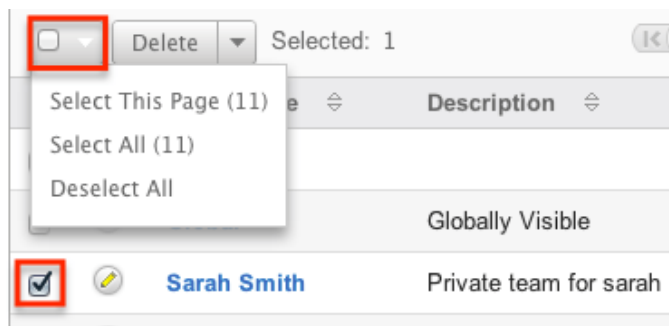 Delete Selected: 1
Select This Page (11)
e Description
Select All (11)
Deselect All
Globally Visible
Sarah Smith Private team for sarah